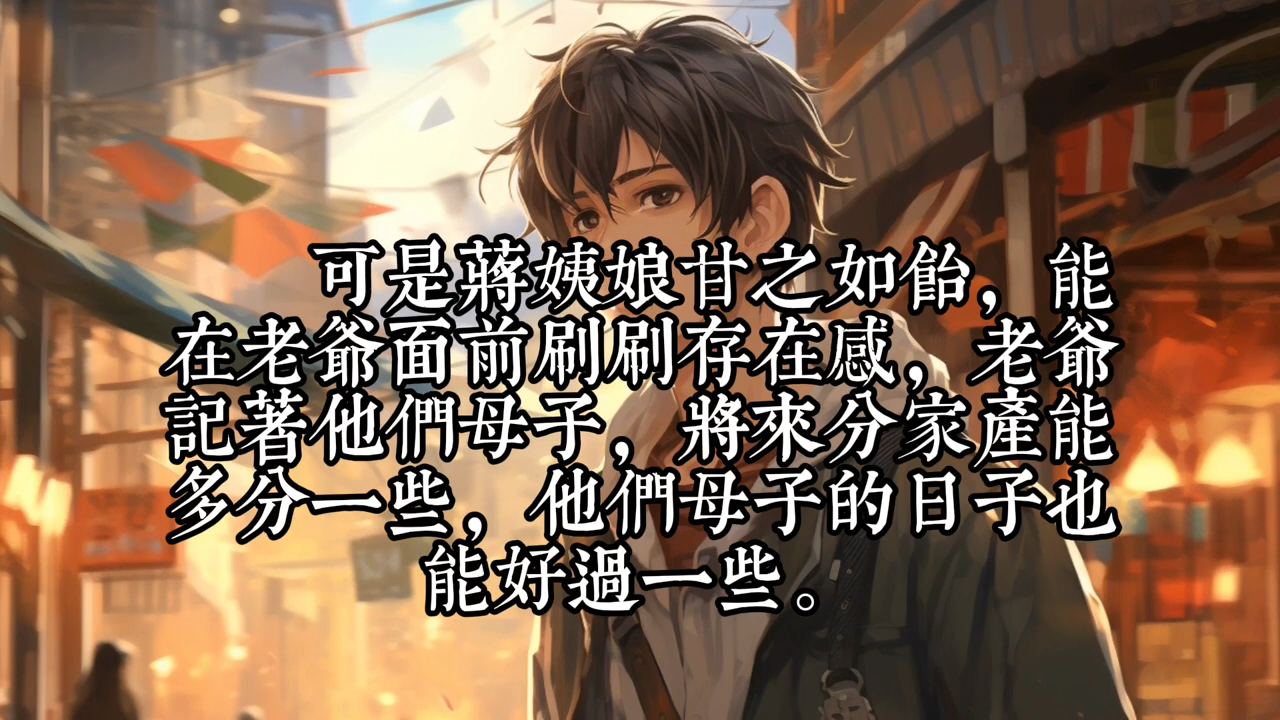 可是蔣姨娘甘之如飴，能
在老爺面前刷刷存在感，老爺
記著他們母子，將來分家產能
多分一些，他們母子的日子也
能好過一些。